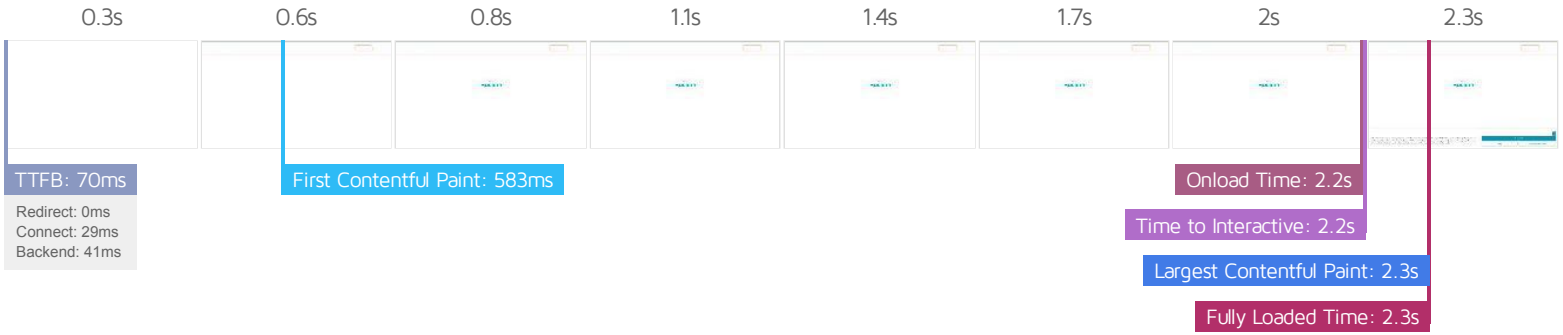 0.3s
0.6s
0.8s
1.1s
1.4s
1.7s
2s
2.3s
TTFB: 70ms
Redirect: 0ms
Connect: 29ms
Backend: 41ms
First Contentful Paint: 583ms
Onload Time: 2.2s
Time to Interactive: 2.2s
Largest Contentful Paint: 2.3s
Fully Loaded Time: 2.3s